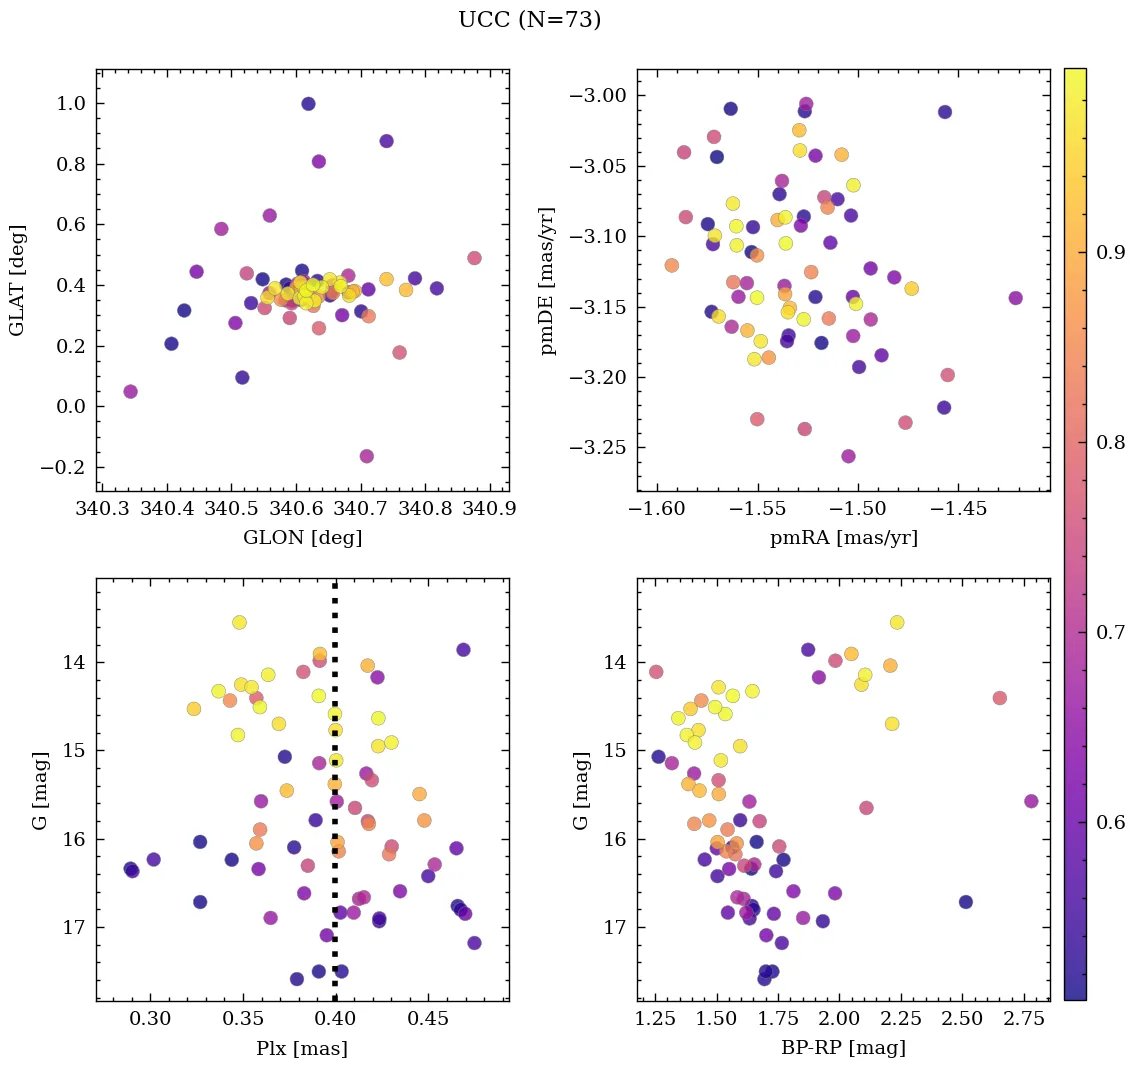 UCC (N=73)
1.0
0.8
0.6
0.4
0.2
0.0
−0.2
GLAT [deg]
340.3 340.4 340.5 340.6 340.7 340.8 340.9
GLON [deg]
−3.00
−3.05
−3.10
−3.15
−3.20
−3.25
pmDE [mas/yr]
−1.60 −1.55 −1.50 −1.45
pmRA [mas/yr]
14
15
16
17
G [mag]
0.30 0.35 0.40 0.45
Plx [mas]
14
15
16
17
G [mag]
1.25 1.50 1.75 2.00 2.25 2.50 2.75
BP-RP [mag]
0.9
0.8
0.7
0.6